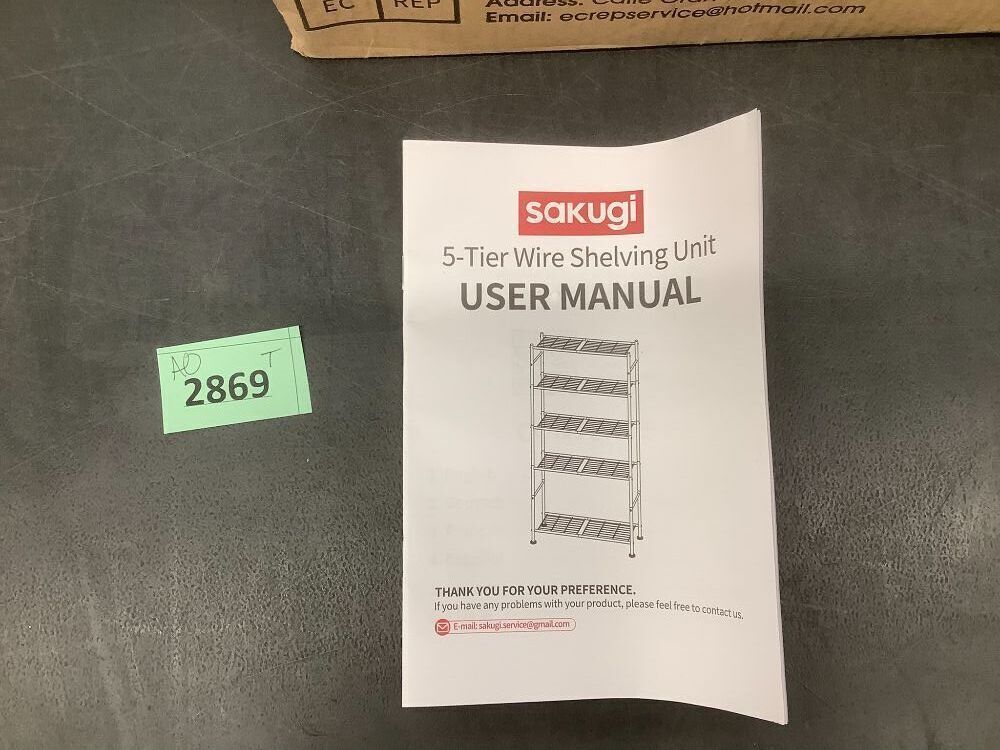 EC REP
Address: Calle Gran
Email: ecrepservice@hotmail.com
sakugi
5-Tier Wire Shelving Unit
USER MANUAL
AO T
2869
THANK YOU FOR YOUR PREFERENCE.
If you have any problems with your product, please feel free to contact us.
E-mail: sakugi.service@gmail.com